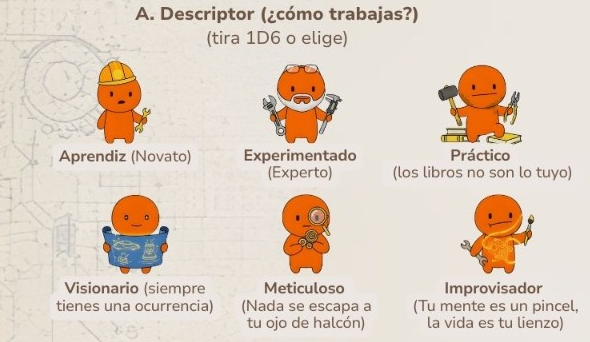 A. Descriptor (¿cómo trabajas?)
(tira 1D6 o elige)
Aprendiz (Novato)
Experimentado
(Experto)
Práctico
(los libros no son lo tuyo)
Visionario (siempre
tienes una ocurrencia)
Meticuloso
(Nada se escapa a
tu ojo de halcón)
Improvisador
(Tu mente es un pincel,
la vida es tu lienzo)